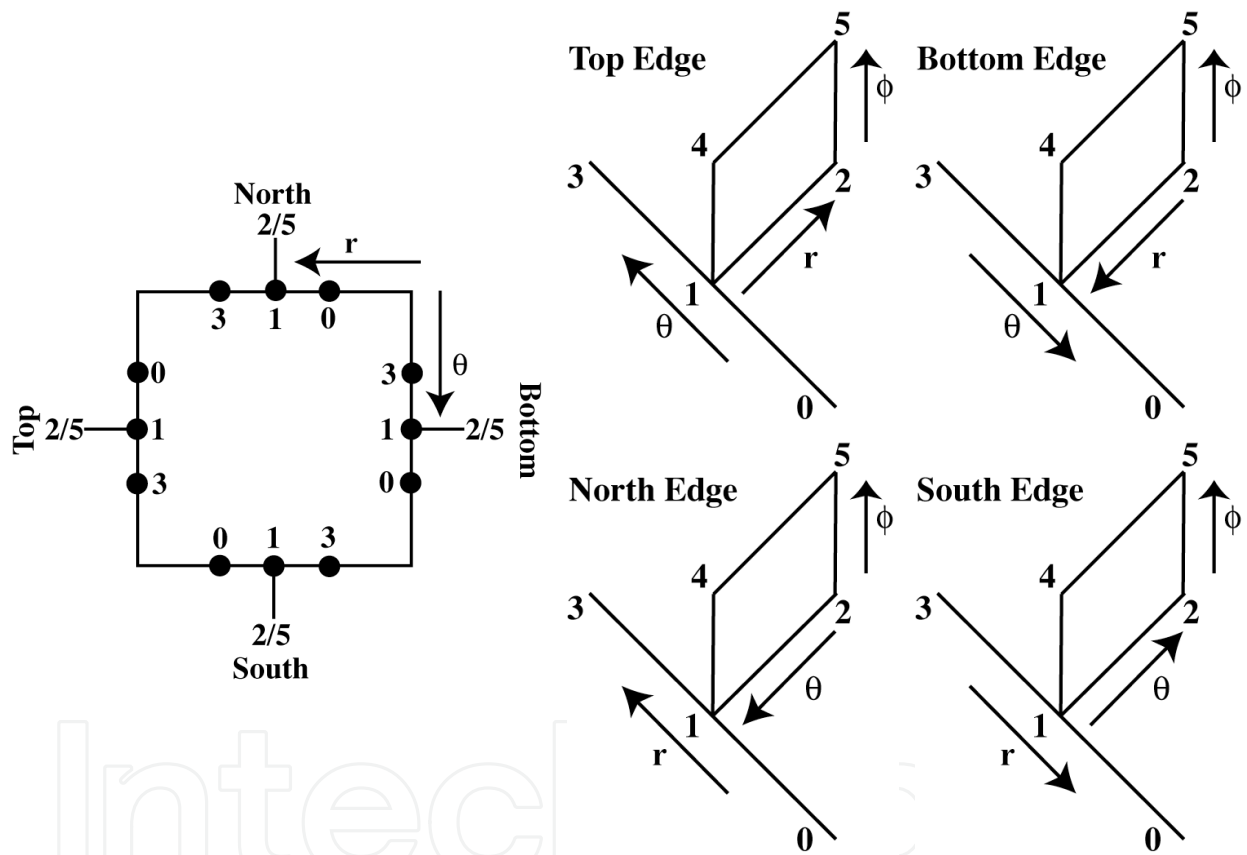 North
2/5
r
3 1 0
θ
0
3
Top
2/5
1
1
2/5
Bottom
3
0
0 1 3
2/5
South
Top Edge
5
ϕ
4
3
2
r
1
θ
0
Bottom Edge
5
ϕ
4
3
2
r
1
θ
0
North Edge
5
ϕ
4
3
2
θ
1
r
0
South Edge
5
ϕ
4
3
2
θ
1
r
0